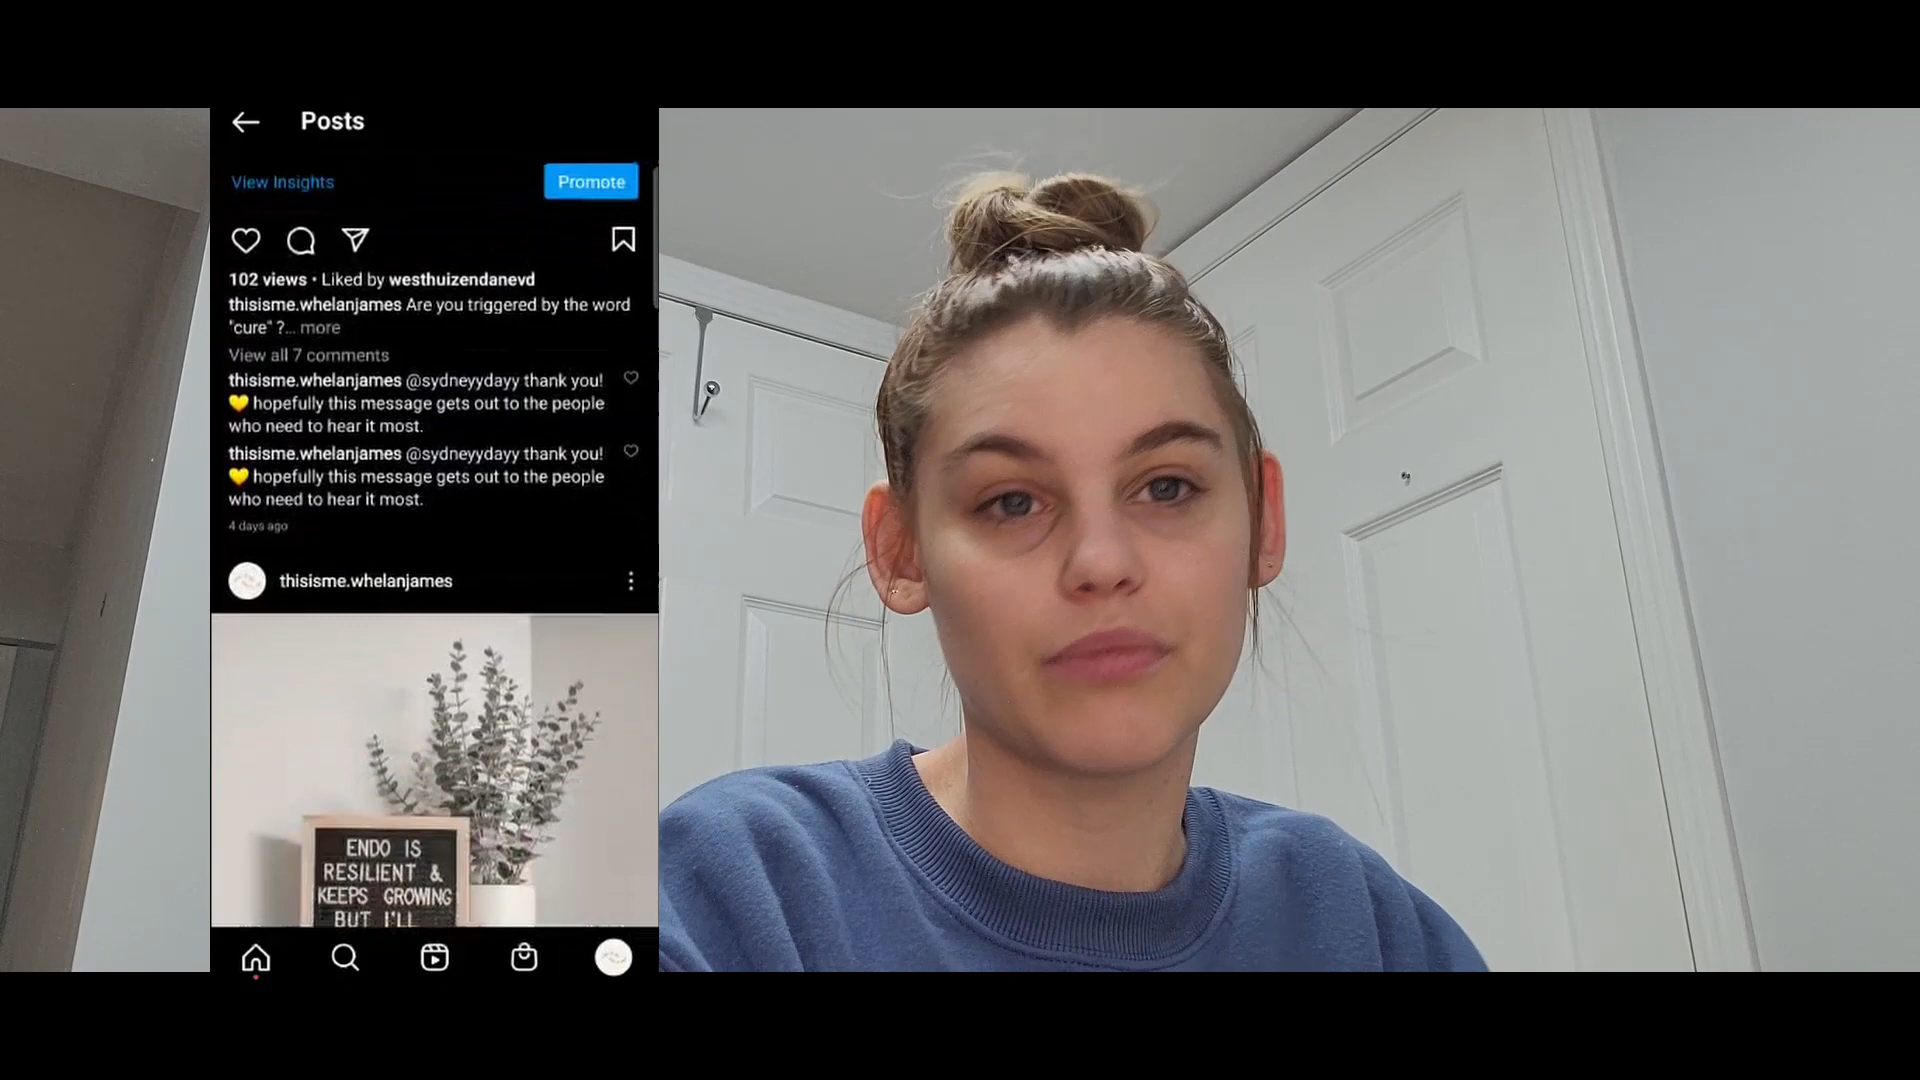 Posts
View Insights
Promote
102 views • Liked by westhuizendanevd
thisisme.whelanjames Are you triggered by the word
"cure" ?... more
View all 7 comments
thisisme.whelanjames @sydneyydayy thank you!
💛 hopefully this message gets out to the people
who need to hear it most.
thisisme.whelanjames @sydneyydayy thank you!
💛 hopefully this message gets out to the people
who need to hear it most.
4 days ago
thisisme.whelanjames
ENDO IS
RESILIENT &
KEEPS GROWING
BUT I'LL